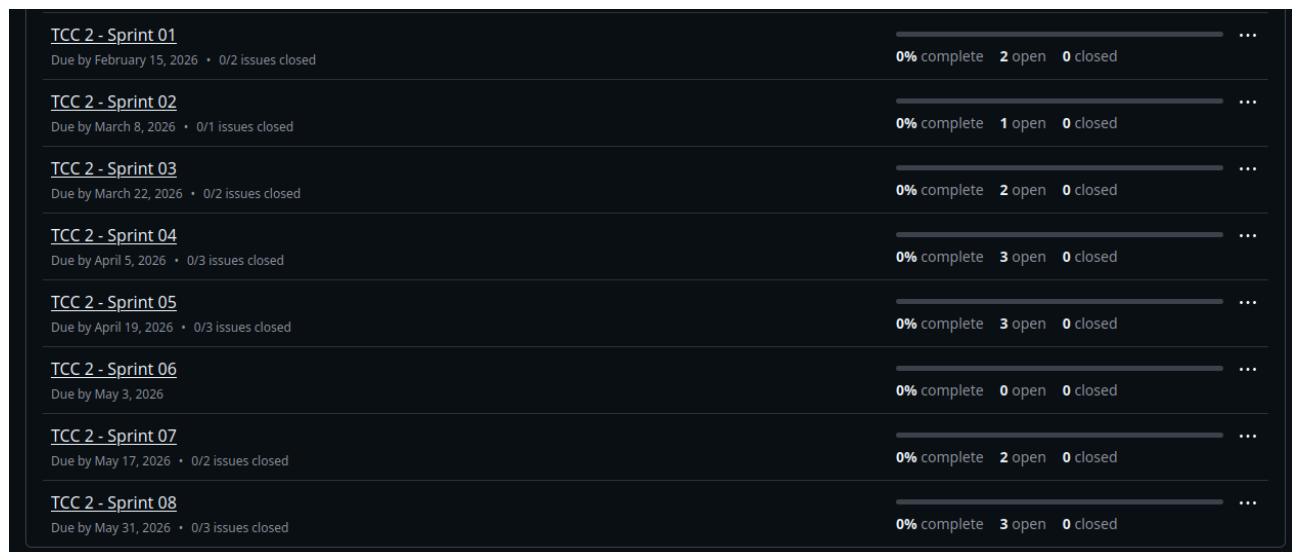 TCC 2 - Sprint 01
Due by February 15, 2026 • 0/2 issues closed
0% complete 2 open 0 closed
TCC 2 - Sprint 02
Due by March 8, 2026 • 0/1 issues closed
0% complete 1 open 0 closed
TCC 2 - Sprint 03
Due by March 22, 2026 • 0/2 issues closed
0% complete 2 open 0 closed
TCC 2 - Sprint 04
Due by April 5, 2026 • 0/3 issues closed
0% complete 3 open 0 closed
TCC 2 - Sprint 05
Due by April 19, 2026 • 0/3 issues closed
0% complete 3 open 0 closed
TCC 2 - Sprint 06
Due by May 3, 2026
0% complete 0 open 0 closed
TCC 2 - Sprint 07
Due by May 17, 2026 • 0/2 issues closed
0% complete 2 open 0 closed
TCC 2 - Sprint 08
Due by May 31, 2026 • 0/3 issues closed
0% complete 3 open 0 closed